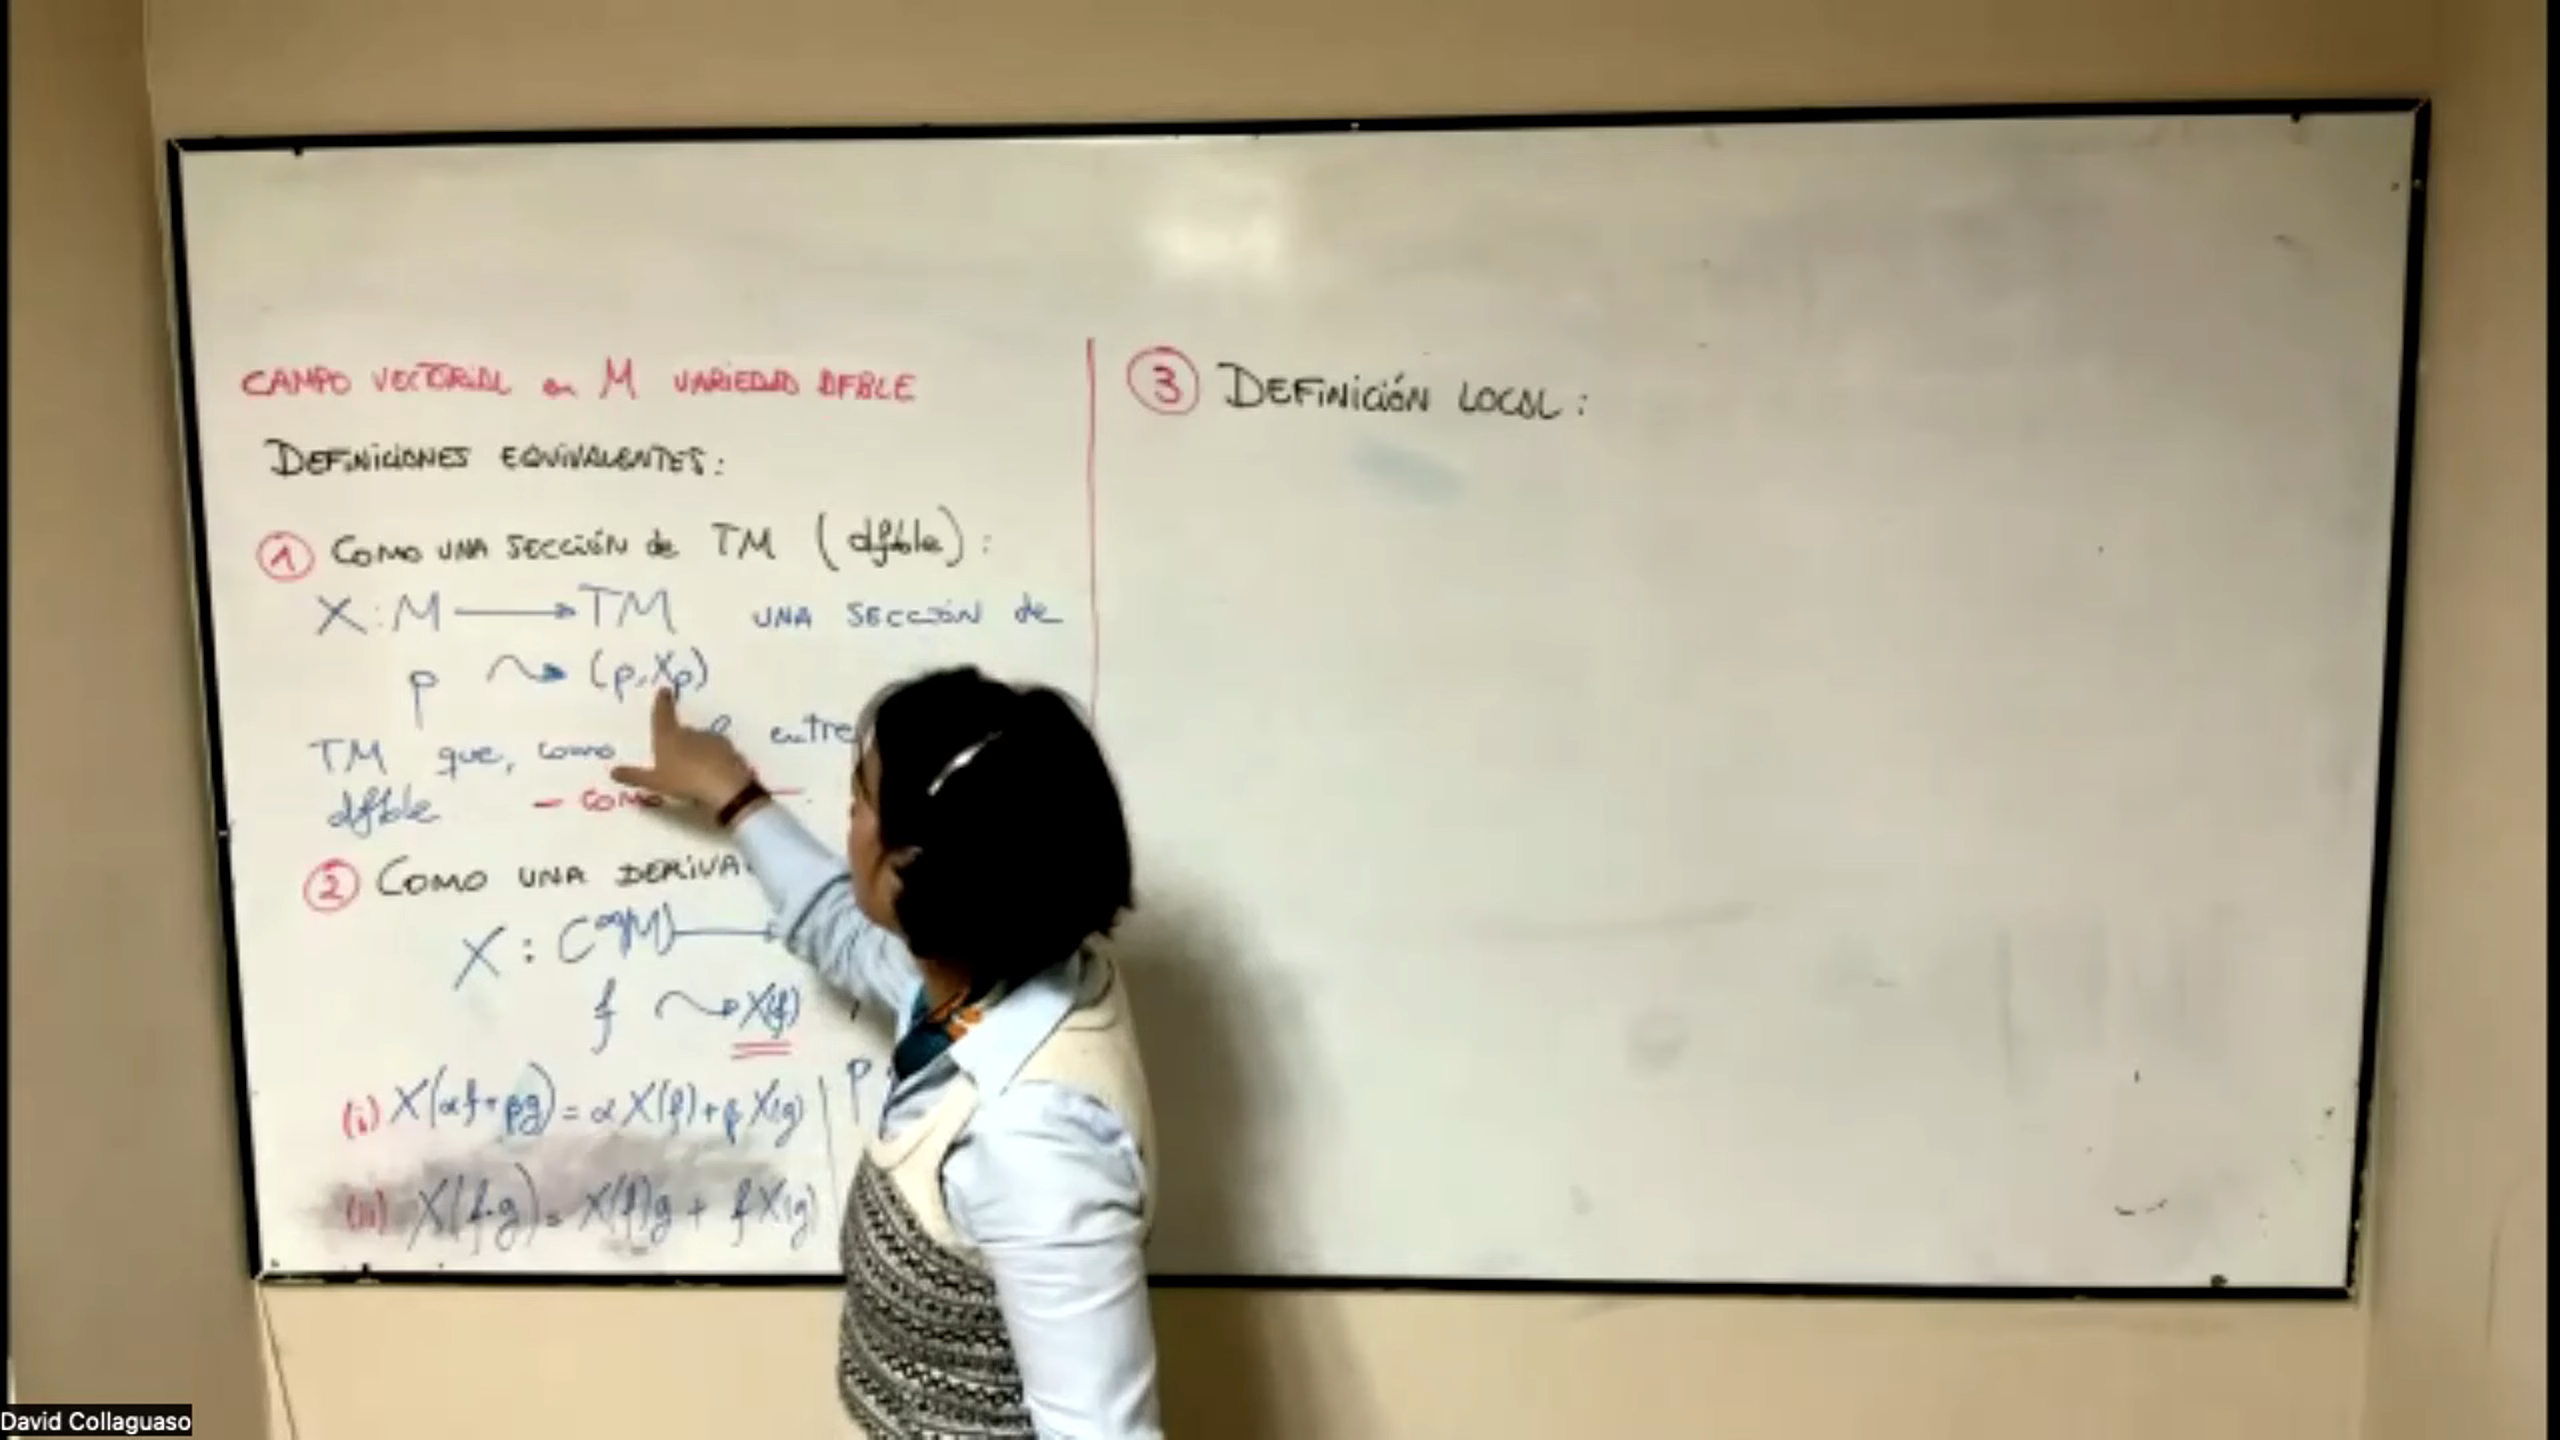 CAMPO VECTORIAL en M VARIEDAD DFBLE
DEFINICIONES EQUIVALENTES:
① COMO UNA SECCIÓN de TM (dfble):
X: M ⟶ TM UNA SECCIÓN de
p ⤳ (p, Xp)
TM que, como entre
dfble - como
② COMO UNA
X: C∞(M) ⟶
f ⤳ X(f)
(i) X(αf+βg) = αX(f)+βX(g) p
(ii) X(f·g) = X(f)g + fX(g)
③ DEFINICIÓN LOCAL:
David Collaguaso